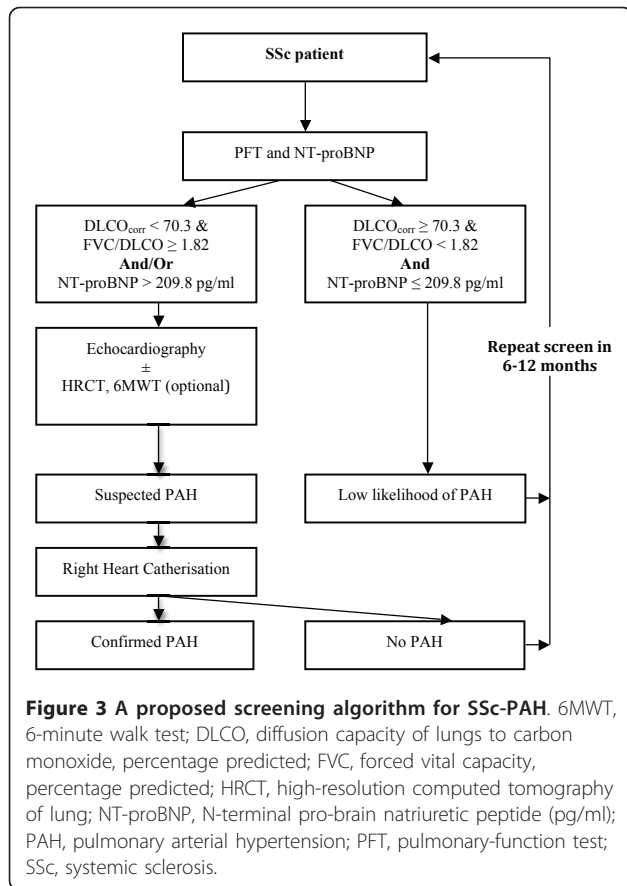 SSc patient
PFT and NT-proBNP
DLCOcorr < 70.3 &
FVC/DLCO ≥ 1.82
And/Or
NT-proBNP > 209.8 pg/ml
DLCOcorr ≥ 70.3 &
FVC/DLCO < 1.82
And
NT-proBNP ≤ 209.8 pg/ml
Echocardiography
±
HRCT, 6MWT (optional)
Repeat screen in
6-12 months
Suspected PAH
Low likelihood of PAH
Right Heart Catherisation
Confirmed PAH
No PAH
Figure 3 A proposed screening algorithm for SSc-PAH. 6MWT,
6-minute walk test; DLCO, diffusion capacity of lungs to carbon
monoxide, percentage predicted; FVC, forced vital capacity,
percentage predicted; HRCT, high-resolution computed tomography
of lung; NT-proBNP, N-terminal pro-brain natriuretic peptide (pg/ml);
PAH, pulmonary arterial hypertension; PFT, pulmonary-function test;
SSc, systemic sclerosis.